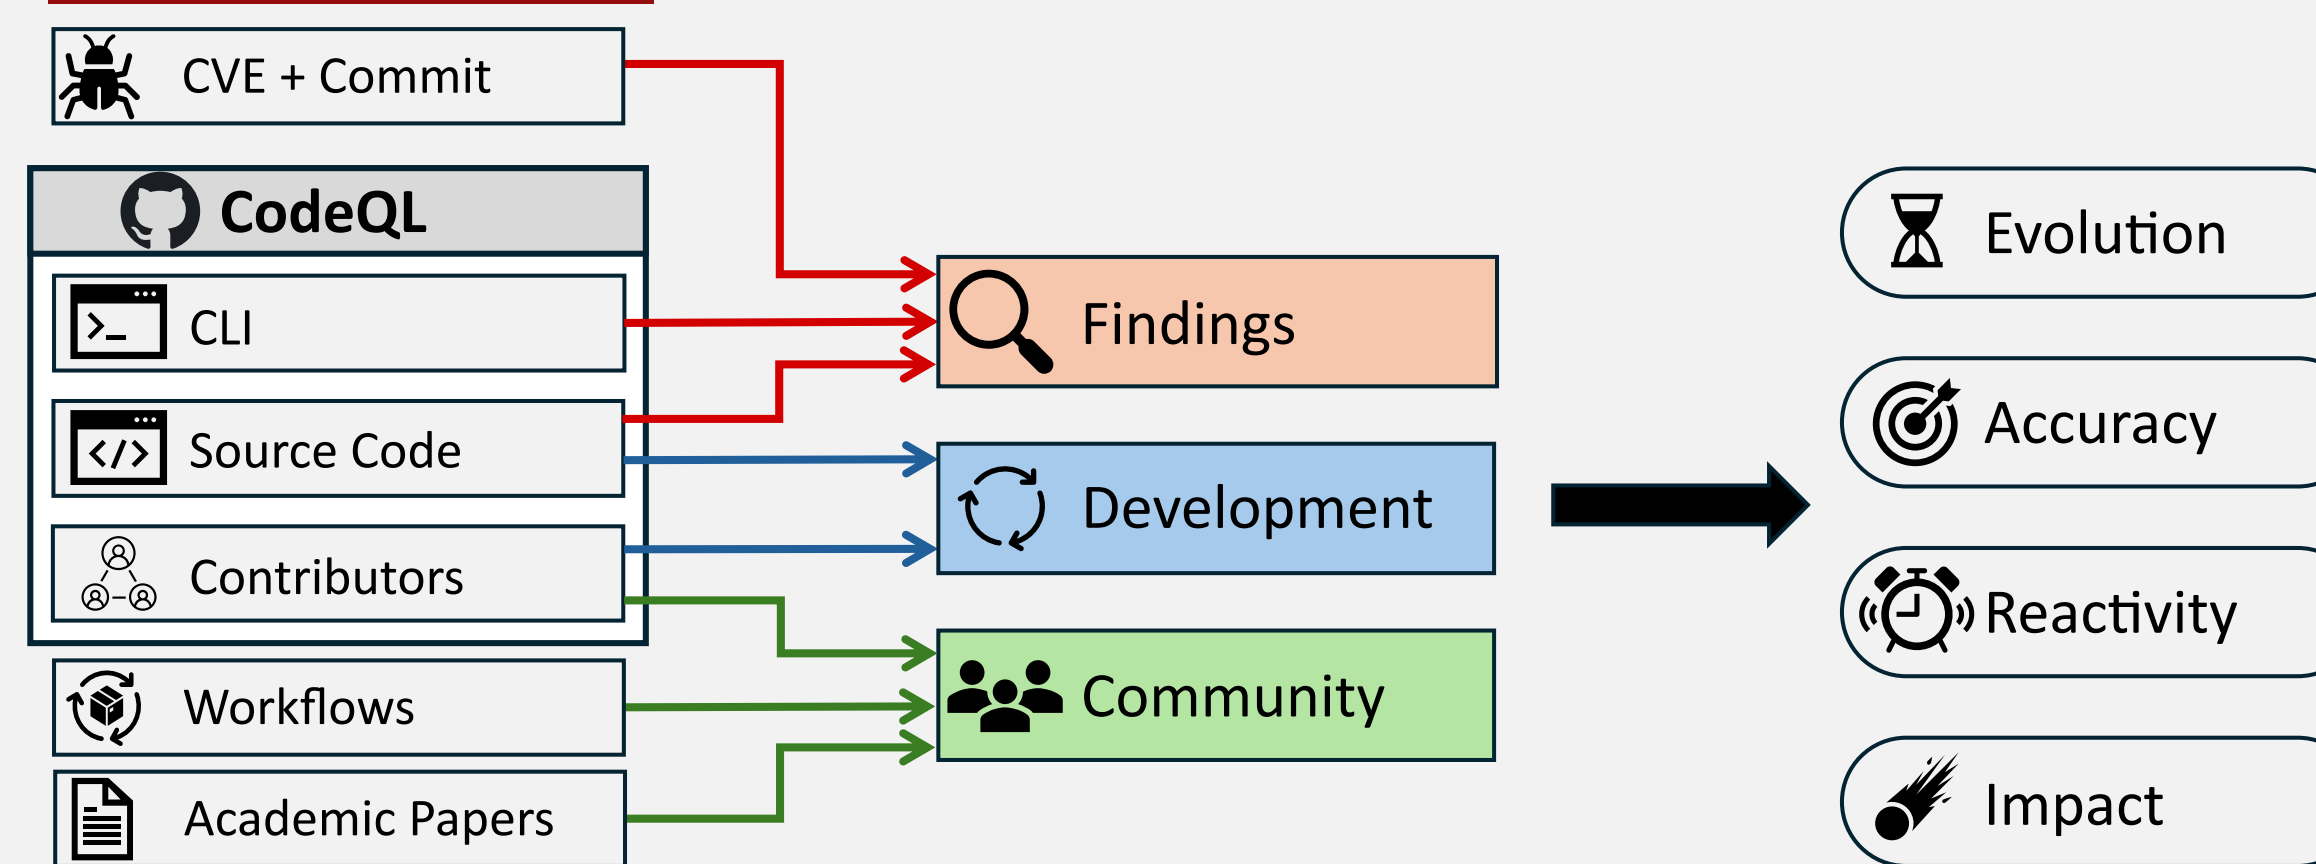 CVE + Commit
CodeQL
CLI
Source Code
Contributors
Workflows
Academic Papers
Findings
Development
Community
Evolution
Accuracy
Reactivity
Impact